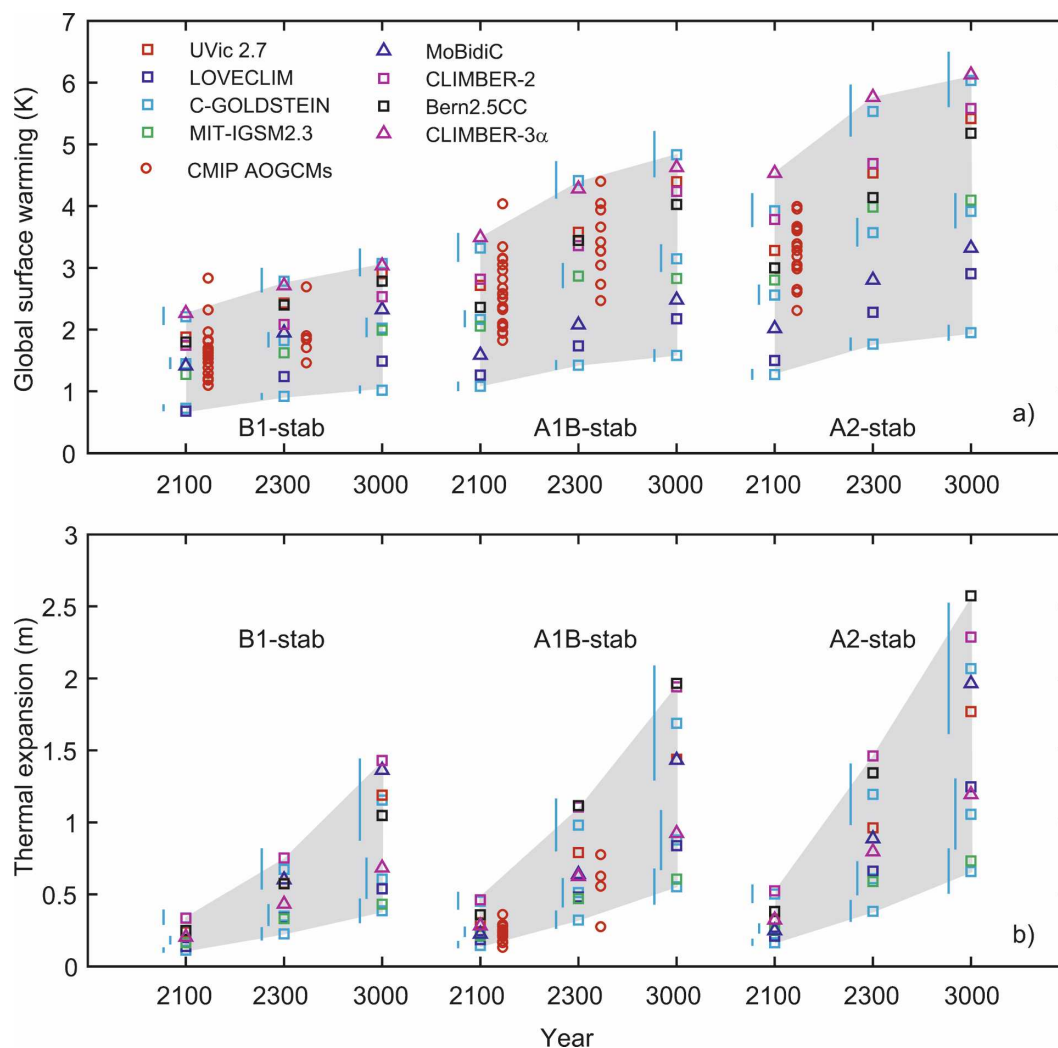 7
6
5
4
3
2
1
0
Global surface warming (K)
UVic 2.7
LOVECLIM
C-GOLDSTEIN
MIT-IGSM2.3
CMIP AOGCMs
MoBidiC
CLIMBER-2
Bern2.5CC
CLIMBER-3α
B1-stab A1B-stab A2-stab
a)
2100 2300 3000 2100 2300 3000 2100 2300 3000
3
2.5
2
1.5
1
0.5
0
Thermal expansion (m)
B1-stab A1B-stab A2-stab
b)
2100 2300 3000 2100 2300 3000 2100 2300 3000
Year